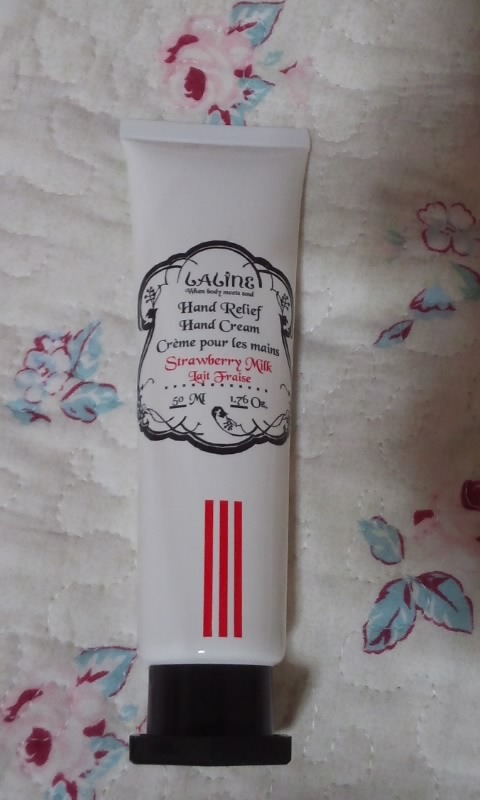 LALiNE
When body meets soul
Hand Relief
Hand Cream
Crème pour les mains
Strawberry Milk
Lait Fraise
50 Ml 1.76 Oz.